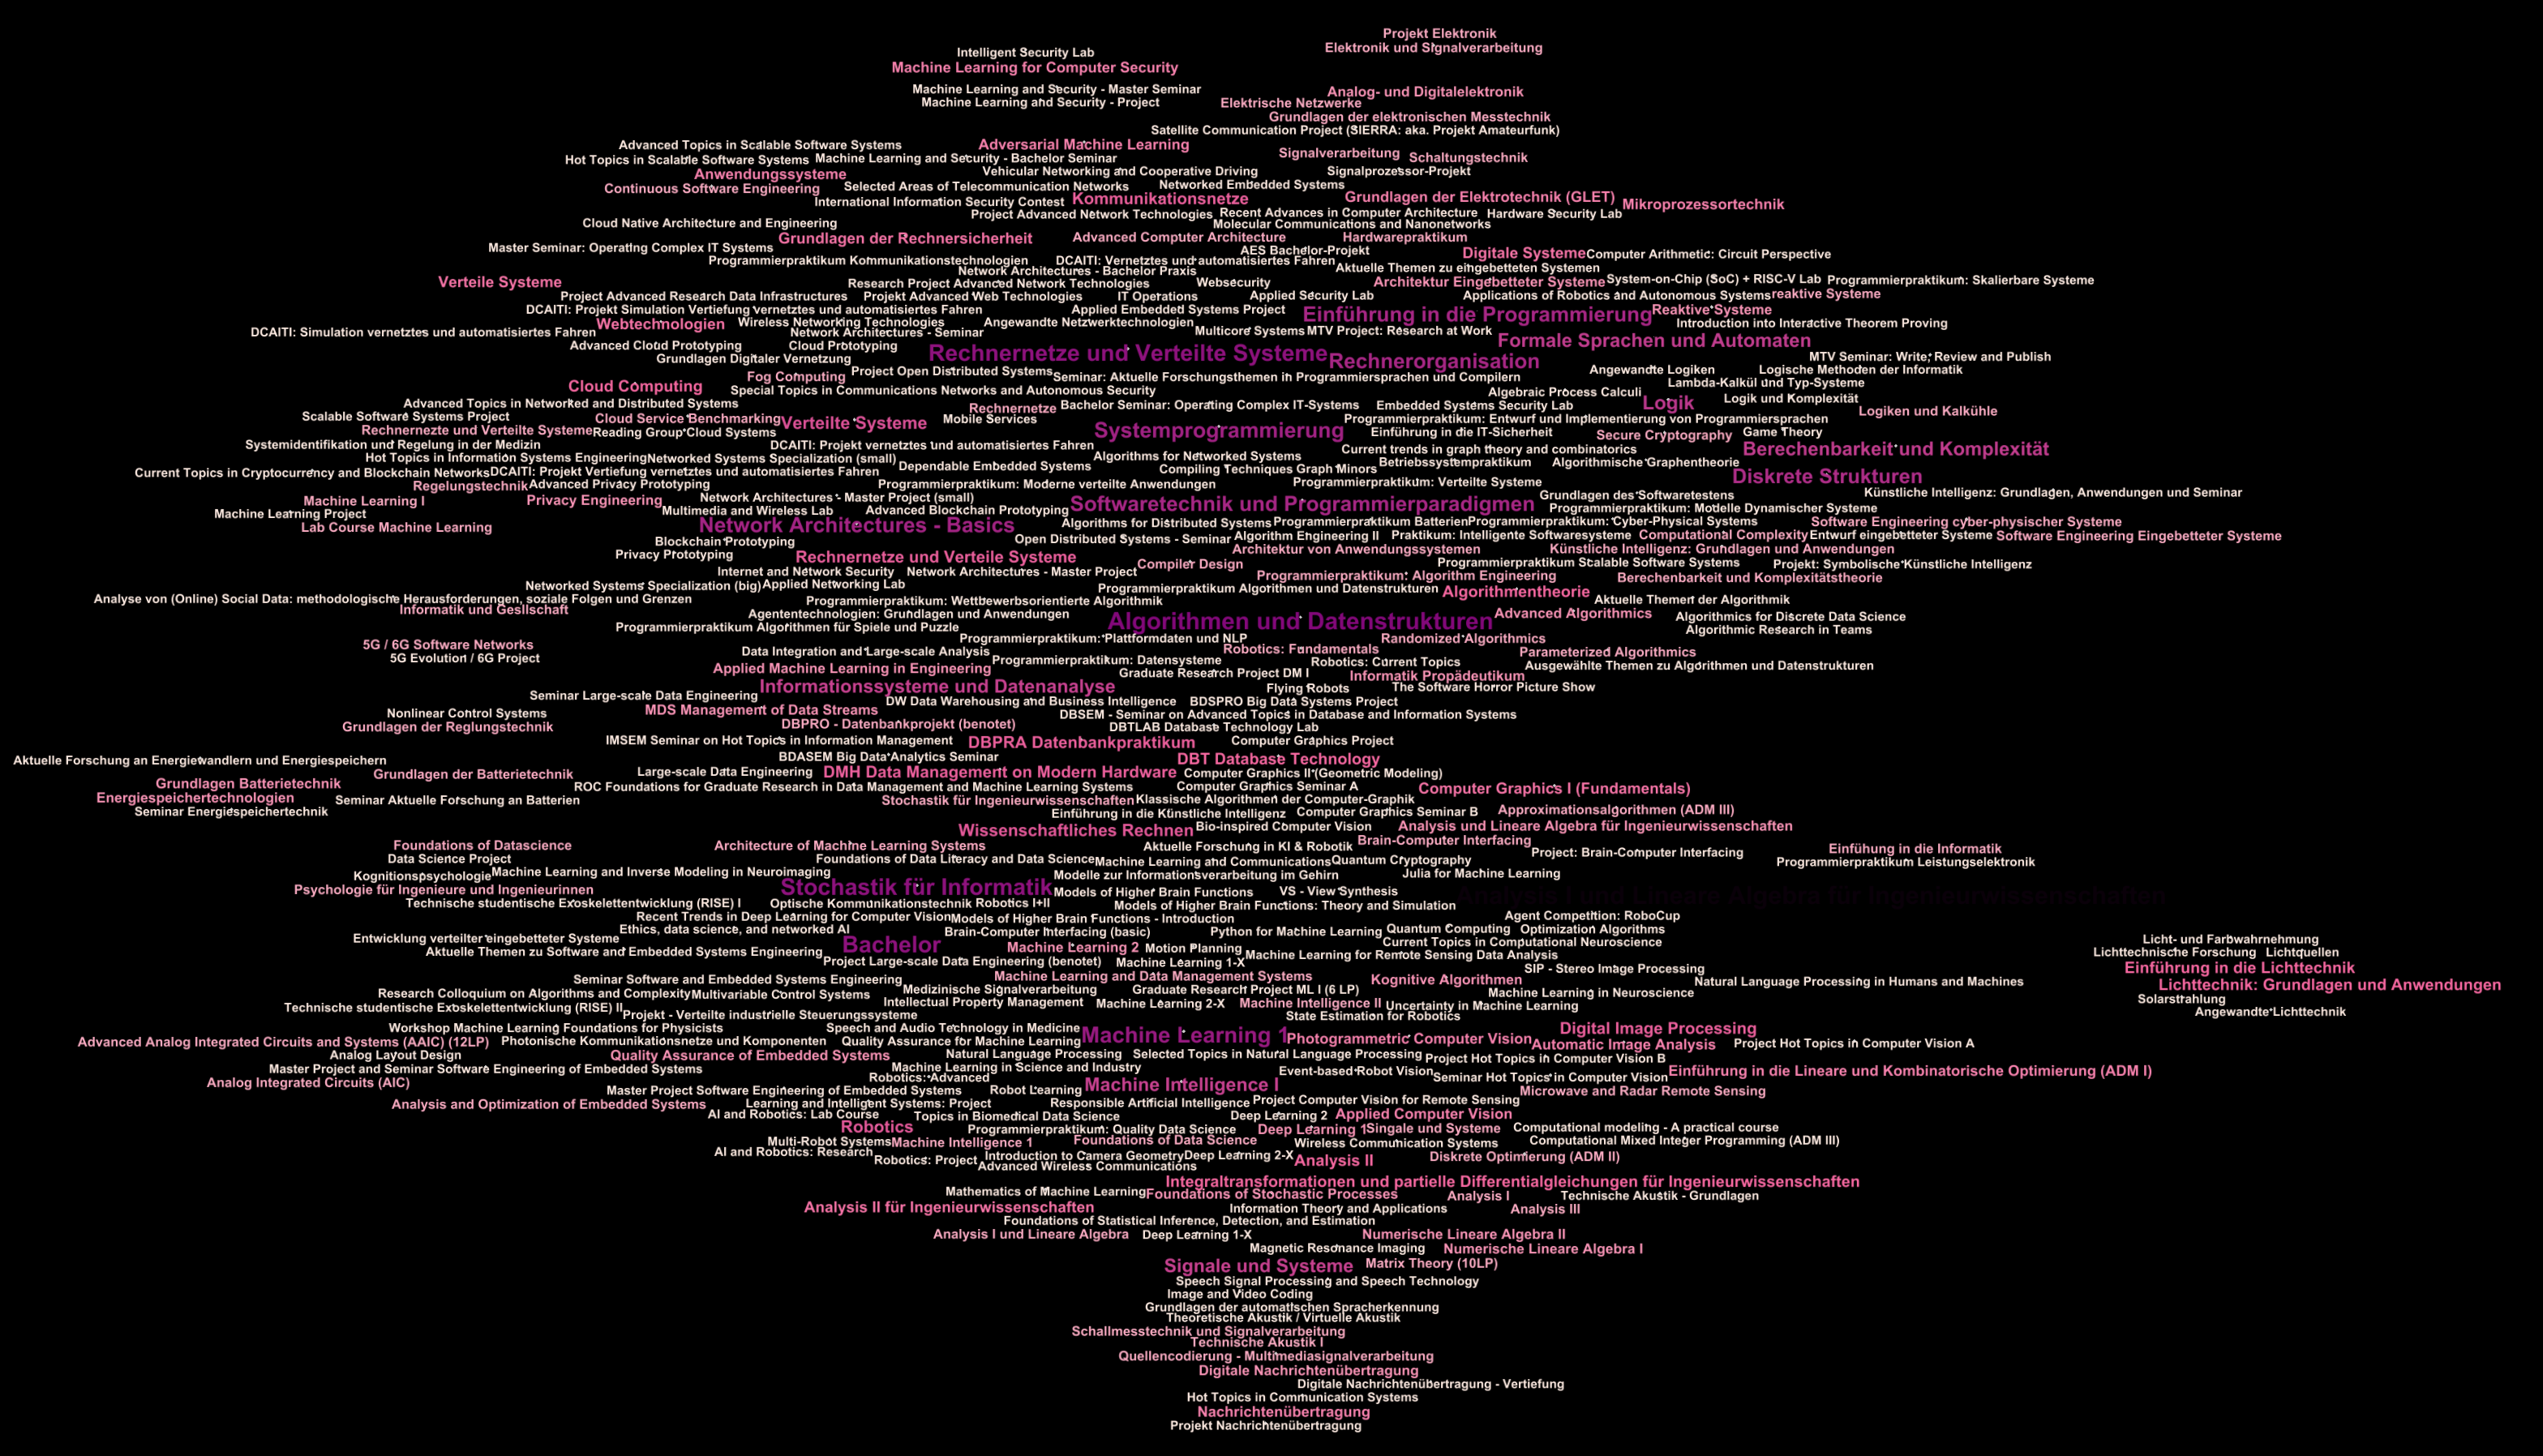 Projekt Elektronik
Elektronik und Signalverarbeitung
Intelligent Security Lab
Machine Learning for Computer Security
Machine Learning and Security - Master Seminar
Analog- und Digitalelektronik
Machine Learning and Security - Project
Elektrische Netzwerke
Grundlagen der elektronischen Messtechnik
Satellite Communication Project (SIERRA: aka. Projekt Amateurfunk)
Advanced Topics in Scalable Software Systems
Adversarial Machine Learning
Signalverarbeitung
Schaltungstechnik
Hot Topics in Scalable Software Systems
Machine Learning and Security - Bachelor Seminar
Anwendungssysteme
Vehicular Networking and Cooperative Driving
Signalprozessor-Projekt
Continuous Software Engineering
Selected Areas of Telecommunication Networks
Networked Embedded Systems
International Information Security Contest
Kommunikationsnetze
Grundlagen der Elektrotechnik (GLET)
Mikroprozessortechnik
Project Advanced Network Technologies
Recent Advances in Computer Architecture
Hardware Security Lab
Cloud Native Architecture and Engineering
Molecular Communications and Nanonetworks
Grundlagen der Rechnersicherheit
Advanced Computer Architecture
Hardwarepraktikum
Master Seminar: Operating Complex IT Systems
AES Bachelor-Projekt
Digitale Systeme
Computer Arithmetic: Circuit Perspective
Programmierpraktikum Kommunikationstechnologien
DCAITI: Vernetztes und automatisiertes Fahren
Network Architectures - Bachelor Praxis
Aktuelle Themen zu eingebetteten Systemen
Verteile Systeme
Research Project Advanced Network Technologies
Websecurity
Architektur Eingebetteter Systeme
System-on-Chip (SoC) + RISC-V Lab
Programmierpraktikum: Skalierbare Systeme
Project Advanced Research Data Infrastructures
Projekt Advanced Web Technologies
IT Operations
Applied Security Lab
Applications of Robotics and Autonomous Systems
reaktive Systeme
DCAITI: Projekt Simulation Vertiefung vernetztes und automatisiertes Fahren
Applied Embedded Systems Project
Einführung in die Programmierung
Reaktive Systeme
DCAITI: Simulation vernetztes und automatisiertes Fahren
Webtechnologien
Wireless Networking Technologies
Angewandte Netzwerktechnologien
Introduction into Interactive Theorem Proving
Network Architectures - Seminar
Multicore Systems
MTV Project: Research at Work
Advanced Cloud Prototyping
Cloud Prototyping
Formale Sprachen und Automaten
Grundlagen Digitaler Vernetzung
Rechnernetze und Verteilte Systeme
Rechnerorganisation
MTV Seminar: Write, Review and Publish
Fog Computing
Project Open Distributed Systems
Seminar: Aktuelle Forschungsthemen in Programmiersprachen und Compilern
Angewandte Logiken
Logische Methoden der Informatik
Cloud Computing
Special Topics in Communications Networks and Autonomous Security
Algebraic Process Calculi
Lambda-Kalkül und Typ-Systeme
Advanced Topics in Networked and Distributed Systems
Rechnernetze
Bachelor Seminar: Operating Complex IT-Systems
Embedded Systems Security Lab
Logik
Logik und Komplexität
Scalable Software Systems Project
Cloud Service Benchmarking
Verteilte Systeme
Mobile Services
Programmierpraktikum: Entwurf und Implementierung von Programmiersprachen
Logiken und Kalkühle
Rechnernezte und Verteilte Systeme
Reading Group Cloud Systems
Systemprogrammierung
Einführung in die IT-Sicherheit
Secure Cryptography
Game Theory
Systemidentifikation und Regelung in der Medizin
DCAITI: Projekt vernetztes und automatisiertes Fahren
Current trends in graph theory and combinatorics
Berechenbarkeit und Komplexität
Hot Topics in Information Systems Engineering
Networked Systems Specialization (small)
Algorithms for Networked Systems
Current Topics in Cryptocurrency and Blockchain Networks
DCAITI: Projekt Vertiefung vernetztes und automatisiertes Fahren
Dependable Embedded Systems
Compiling Techniques
Graph Minors
Betriebssystempraktikum
Algorithmische Graphentheorie
Regelungstechnik
Advanced Privacy Prototyping
Programmierpraktikum: Moderne verteilte Anwendungen
Programmierpraktikum: Verteilte Systeme
Diskrete Strukturen
Machine Learning I
Privacy Engineering
Network Architectures - Master Project (small)
Softwaretechnik und Programmierparadigmen
Grundlagen des Softwaretestens
Künstliche Intelligenz: Grundlagen, Anwendungen und Seminar
Machine Learning Project
Multimedia and Wireless Lab
Advanced Blockchain Prototyping
Programmierpraktikum: Modelle Dynamischer Systeme
Lab Course Machine Learning
Network Architectures - Basics
Algorithms for Distributed Systems
Programmierpraktikum Batterien
Programmierpraktikum: Cyber-Physical Systems
Software Engineering cyber-physischer Systeme
Blockchain Prototyping
Open Distributed Systems - Seminar
Algorithm Engineering II
Praktikum: Intelligente Softwaresysteme
Computational Complexity
Entwurf eingebetteter Systeme
Software Engineering Eingebetteter Systeme
Privacy Prototyping
Rechnernetze und Verteile Systeme
Architektur von Anwendungssystemen
Künstliche Intelligenz: Grundlagen und Anwendungen
Internet and Network Security
Network Architectures - Master Project
Compiler Design
Programmierpraktikum Scalable Software Systems
Projekt: Symbolische Künstliche Intelligenz
Networked Systems Specialization (big)
Applied Networking Lab
Programmierpraktikum: Algorithm Engineering
Berechenbarkeit und Komplexitätstheorie
Programmierpraktikum Algorithmen und Datenstrukturen
Algorithmentheorie
Analyse von (Online) Social Data: methodologische Herausforderungen, soziale Folgen und Grenzen
Programmierpraktikum: Wettbewerbsorientierte Algorithmik
Aktuelle Themen der Algorithmik
Informatik und Gesllschaft
Agententechnologien: Grundlagen und Anwendungen
Algorithmen und Datenstrukturen
Advanced Algorithmics
Algorithmics for Discrete Data Science
Programmierpraktikum Algorithmen für Spiele und Puzzle
Algorithmic Research in Teams
5G / 6G Software Networks
Programmierpraktikum: Plattformdaten und NLP
Randomized Algorithmics
5G Evolution / 6G Project
Data Integration and Large-scale Analysis
Robotics: Fundamentals
Parameterized Algorithmics
Applied Machine Learning in Engineering
Programmierpraktikum: Datensysteme
Robotics: Current Topics
Ausgewählte Themen zu Algorithmen und Datenstrukturen
Graduate Research Project DM I
Informatik Propädeutikum
Informationssysteme und Datenanalyse
Flying Robots
The Software Horror Picture Show
Seminar Large-scale Data Engineering
DW Data Warehousing and Business Intelligence
BDSPRO Big Data Systems Project
Nonlinear Control Systems
MDS Management of Data Streams
DBSEM - Seminar on Advanced Topics in Database and Information Systems
Grundlagen der Reglungstechnik
DBPRO - Datenbankprojekt (benotet)
DBTLAB Database Technology Lab
IMSEM Seminar on Hot Topics in Information Management
DBPRA Datenbankpraktikum
Computer Graphics Project
Aktuelle Forschung an Energiewandlern und Energiespeichern
BDASEM Big Data Analytics Seminar
DBT Database Technology
Grundlagen der Batterietechnik
Large-scale Data Engineering
DMH Data Management on Modern Hardware
Computer Graphics II (Geometric Modeling)
Grundlagen Batterietechnik
ROC Foundations for Graduate Research in Data Management and Machine Learning Systems
Computer Graphics Seminar A
Computer Graphics I (Fundamentals)
Energiespeichertechnologien
Seminar Aktuelle Forschung an Batterien
Stochastik für Ingenieurwissenschaften
Klassische Algorithmen der Computer-Graphik
Seminar Energiespeichertechnik
Einführung in die Künstliche Intelligenz
Computer Graphics Seminar B
Approximationsalgorithmen (ADM III)
Wissenschaftliches Rechnen
Bio-inspired Computer Vision
Analysis und Lineare Algebra für Ingenieurwissenschaften
Foundations of Datascience
Architecture of Machine Learning Systems
Aktuelle Forschung in KI & Robotik
Brain-Computer Interfacing
Data Science Project
Foundations of Data Literacy and Data Science
Machine Learning and Communications
Quantum Cryptography
Project: Brain-Computer Interfacing
Einfühung in die Informatik
Programmierpraktikum Leistungselektronik
Kognitionspsychologie
Machine Learning and Inverse Modeling in Neuroimaging
Modelle zur Informationsverarbeitung im Gehirn
Julia for Machine Learning
Psychologie für Ingenieure und Ingenieurinnen
Stochastik für Informatik
Models of Higher Brain Functions
VS - View Synthesis
Analysis I und Lineare Algebra für Ingenieurwissenschaften
Technische studentische Exoskelettentwicklung (RISE) I
Optische Kommunikationstechnik
Robotics I+II
Models of Higher Brain Functions: Theory and Simulation
Recent Trends in Deep Learning for Computer Vision
Models of Higher Brain Functions - Introduction
Agent Competition: RoboCup
Ethics, data science, and networked AI
Brain-Computer Interfacing (basic)
Python for Machine Learning
Quantum Computing
Optimization Algorithms
Entwicklung verteilter eingebetteter Systeme
Bachelor
Machine Learning 2
Motion Planning
Current Topics in Computational Neuroscience
Licht- und Farbwahrnehmung
Aktuelle Themen zu Software and Embedded Systems Engineering
Machine Learning for Remote Sensing Data Analysis
Lichttechnische Forschung
Lichtquellen
Project Large-scale Data Engineering (benotet)
Machine Learning 1-X
SIP - Stereo Image Processing
Einführung in die Lichttechnik
Seminar Software and Embedded Systems Engineering
Machine Learning and Data Management Systems
Kognitive Algorithmen
Natural Language Processing in Humans and Machines
Lichttechnik: Grundlagen und Anwendungen
Research Colloquium on Algorithms and Complexity
Multivariable Control Systems
Medizinische Signalverarbeitung
Graduate Research Project ML I (6 LP)
Machine Learning in Neuroscience
Solarstrahlung
Technische studentische Exoskelettentwicklung (RISE) II
Intellectual Property Management
Machine Learning 2-X
Machine Intelligence II
Uncertainty in Machine Learning
Angewandte Lichttechnik
Projekt - Verteilte industrielle Steuerungssysteme
State Estimation for Robotics
Workshop Machine Learning Foundations for Physicists
Speech and Audio Technology in Medicine
Machine Learning 1
Digital Image Processing
Advanced Analog Integrated Circuits and Systems (AAIC) (12LP)
Photonische Kommunikationsnetze und Komponenten
Quality Assurance for Machine Learning
Photogrammetric Computer Vision
Automatic Image Analysis
Project Hot Topics in Computer Vision A
Analog Layout Design
Quality Assurance of Embedded Systems
Natural Language Processing
Selected Topics in Natural Language Processing
Project Hot Topics in Computer Vision B
Master Project and Seminar Software Engineering of Embedded Systems
Machine Learning in Science and Industry
Event-based Robot Vision
Einführung in die Lineare und Kombinatorische Optimierung (ADM I)
Analog Integrated Circuits (AIC)
Robotics: Advanced
Machine Intelligence I
Seminar Hot Topics in Computer Vision
Master Project Software Engineering of Embedded Systems
Robot Learning
Microwave and Radar Remote Sensing
Analysis and Optimization of Embedded Systems
Learning and Intelligent Systems: Project
Responsible Artificial Intelligence
Project Computer Vision for Remote Sensing
AI and Robotics: Lab Course
Topics in Biomedical Data Science
Deep Learning 2
Applied Computer Vision
Robotics
Programmierpraktikum: Quality Data Science
Deep Learning 1
Singale und Systeme
Computational modeling - A practical course
Multi-Robot Systems
Machine Intelligence 1
Foundations of Data Science
Wireless Communication Systems
Computational Mixed Integer Programming (ADM III)
AI and Robotics: Research
Robotics: Project
Introduction to Camera Geometry
Deep Learning 2-X
Analysis II
Diskrete Optimierung (ADM II)
Advanced Wireless Communications
Integraltransformationen und partielle Differentialgleichungen für Ingenieurwissenschaften
Mathematics of Machine Learning
Foundations of Stochastic Processes
Analysis I
Technische Akustik - Grundlagen
Analysis II für Ingenieurwissenschaften
Information Theory and Applications
Analysis III
Foundations of Statistical Inference, Detection, and Estimation
Analysis I und Lineare Algebra
Deep Learning 1-X
Numerische Lineare Algebra II
Magnetic Resonance Imaging
Numerische Lineare Algebra I
Signale und Systeme
Matrix Theory (10LP)
Speech Signal Processing and Speech Technology
Image and Video Coding
Grundlagen der automatischen Spracherkennung
Theoretische Akustik / Virtuelle Akustik
Schallmesstechnik und Signalverarbeitung
Technische Akustik I
Quellencodierung - Multimediasignalverarbeitung
Digitale Nachrichtenübertragung
Digitale Nachrichtenübertragung - Vertiefung
Hot Topics in Communication Systems
Nachrichtenübertragung
Projekt Nachrichtenübertragung